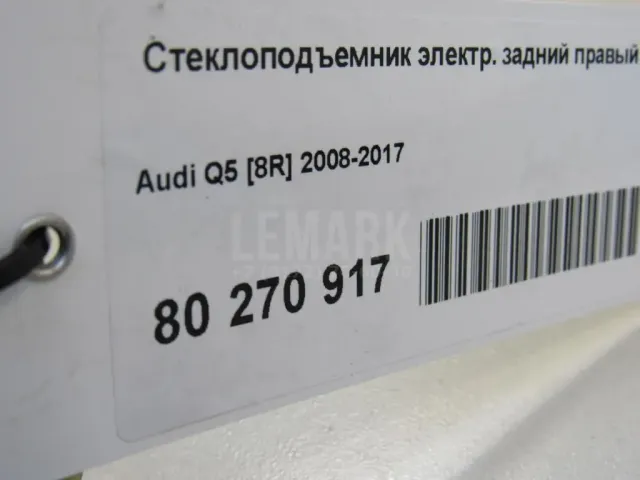 Стеклоподъемник электр. задний правый
Audi Q5 [8R] 2008-2017
LEMARK
80 270 917